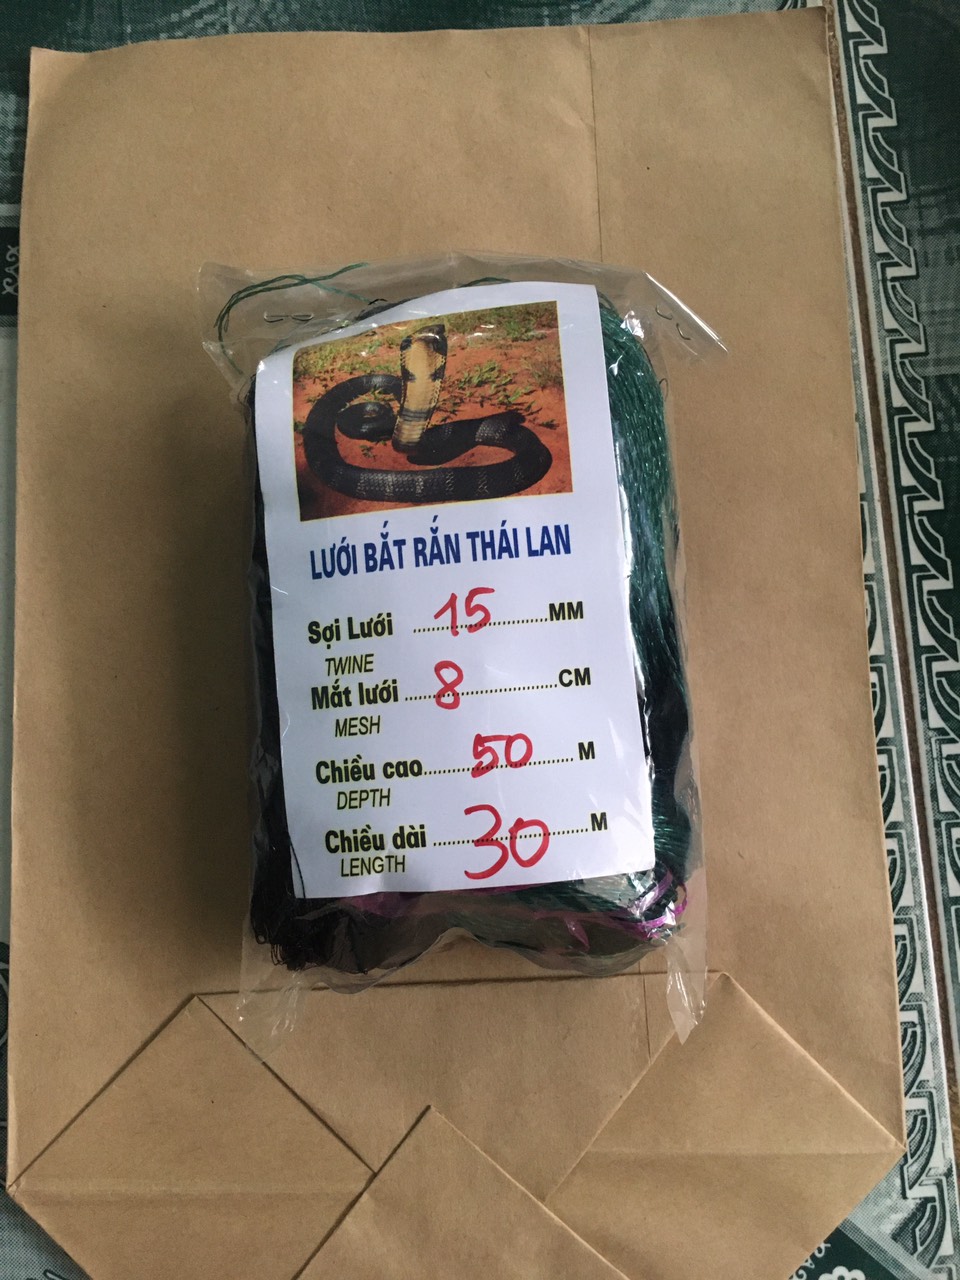 LƯỚI BẮT RẮN THÁI LAN
Sợi Lưới ..............15..............MM
TWINE
Mắt lưới ..............8..............CM
MESH
Chiều cao..............50..............M
DEPTH
Chiều dài ..............30..............M
LENGTH